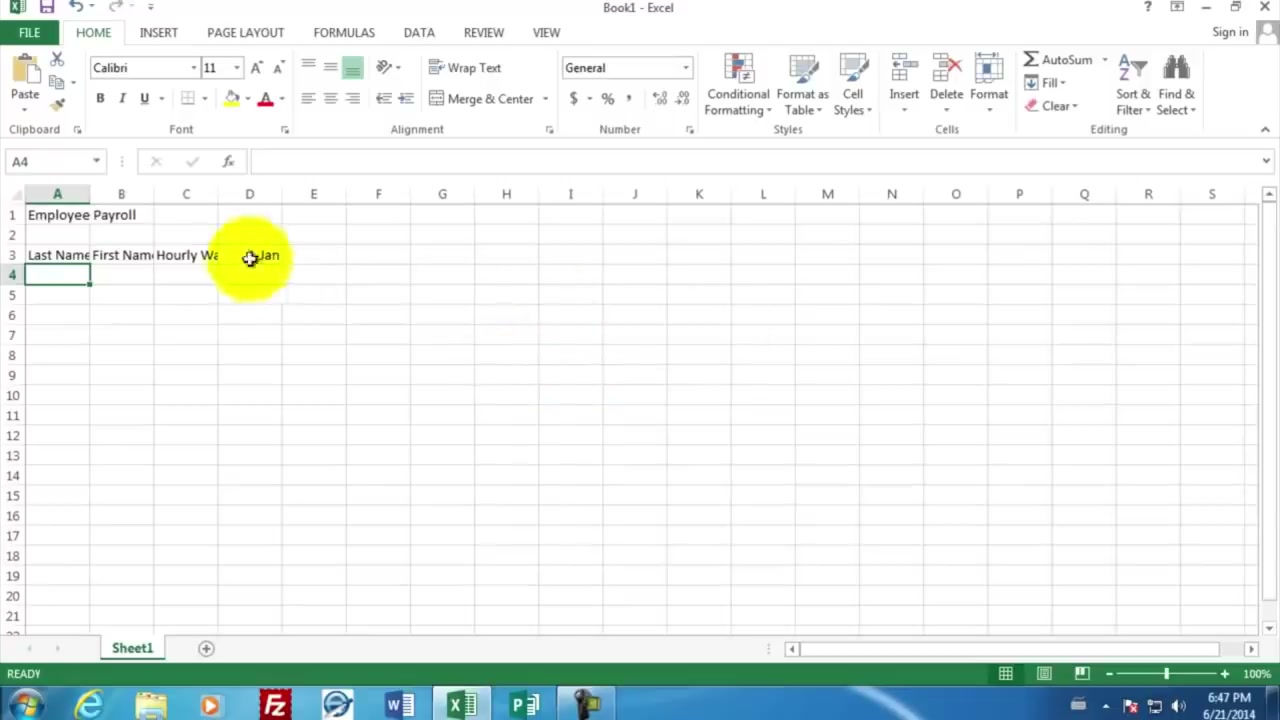 Book1 - Excel
?
FILE HOME INSERT PAGE LAYOUT FORMULAS DATA REVIEW VIEW Sign in
Calibri 11 Wrap Text General AutoSum
Paste B I U Merge & Center $ % , Conditional Formatting Format as Table Cell Styles Insert Delete Format Fill Clear Sort & Filter Find & Select
Clipboard Font Alignment Number Styles Cells Editing
A4 fx
A B C D E F G H I J K L M N O P Q R S
1 Employee Payroll
2
3 Last Name First Name Hourly Wa Jan
4
5
6
7
8
9
10
11
12
13
14
15
16
17
18
19
20
21
22
Sheet1
READY 100%
6:47 PM
6/21/2014